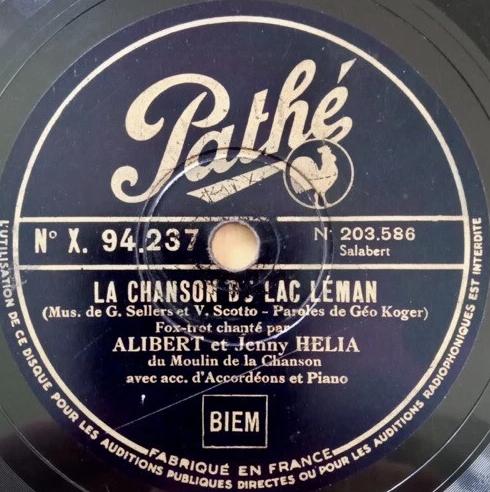 Pathé
Nº X. 94.237
Nº 203.586
Salabert
LA CHANSON DU LAC LÉMAN
(Mus. de G. Sellers et V. Scotto - Paroles de Géo Koger)
Fox-trot chanté par
ALIBERT et Jenny HELIA
du Moulin de la Chanson
avec acc. d'Accordéons et Piano
BIEM
FABRIQUÉ EN FRANCE
L'UTILISATION DE CE DISQUE POUR LES AUDITIONS PUBLIQUES DIRECTES OU POUR LES AUDITIONS RADIOPHONIQUES EST INTERDITE